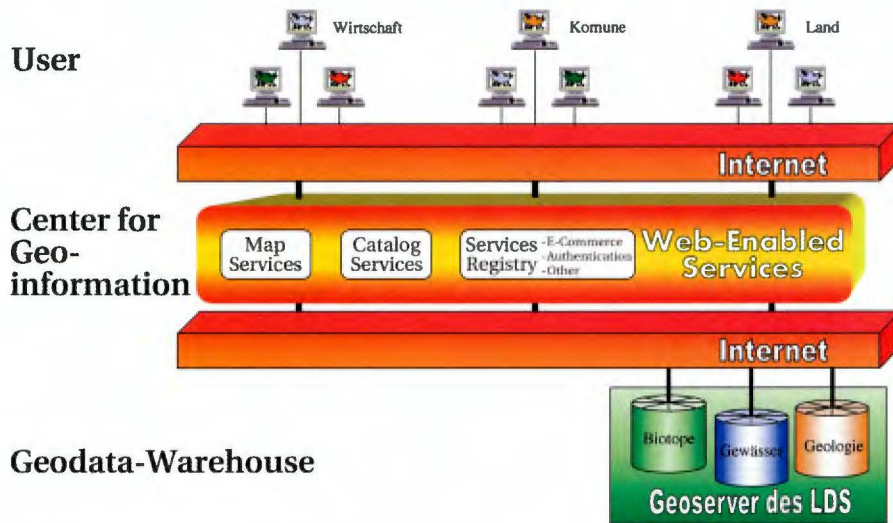 User
Wirtschaft
Komune
Land
Internet
Center for
Geo-
information
Map
Services
Catalog
Services
Services
Registry
-E-Commerce
-Authentication
-Other
Web-Enabled
Services
Internet
Geodata-Warehouse
Biotope
Gewässer
Geologie
Geoserver des LDS